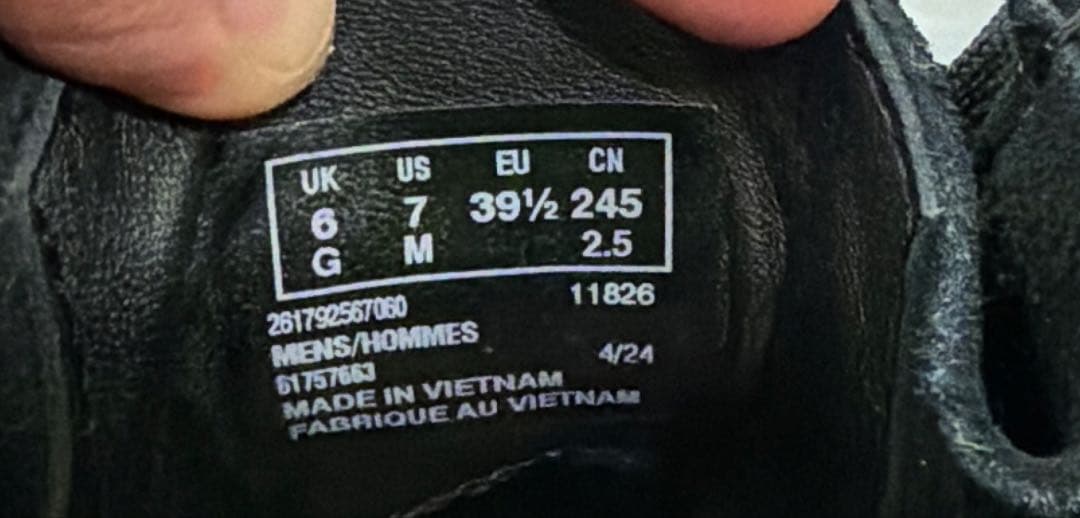 UK US EU CN
6 7 39½ 245
G M 2.5
261792567060 11826
MENS/HOMMES
61757663 4/24
MADE IN VIETNAM
FABRIQUE AU VIETNAM